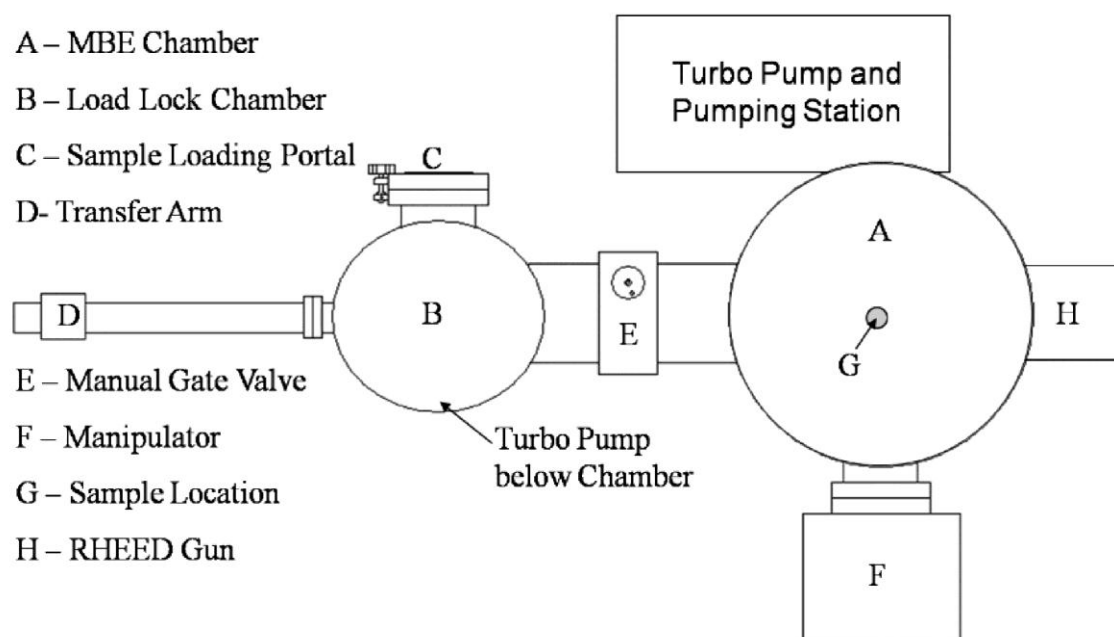 A – MBE Chamber
B – Load Lock Chamber
C – Sample Loading Portal
D- Transfer Arm
E – Manual Gate Valve
F – Manipulator
G – Sample Location
H – RHEED Gun
Turbo Pump and
Pumping Station
C
A
D
B
E
G
H
Turbo Pump
below Chamber
F